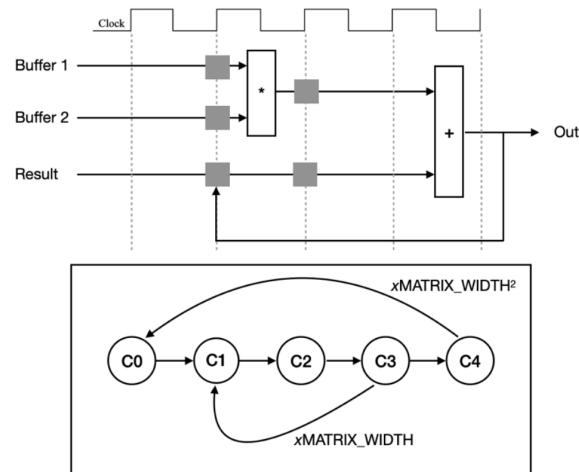 Clock
Buffer 1
*
Buffer 2
+
Out
Result
xMATRIX_WIDTH²
C0
C1
C2
C3
C4
xMATRIX_WIDTH